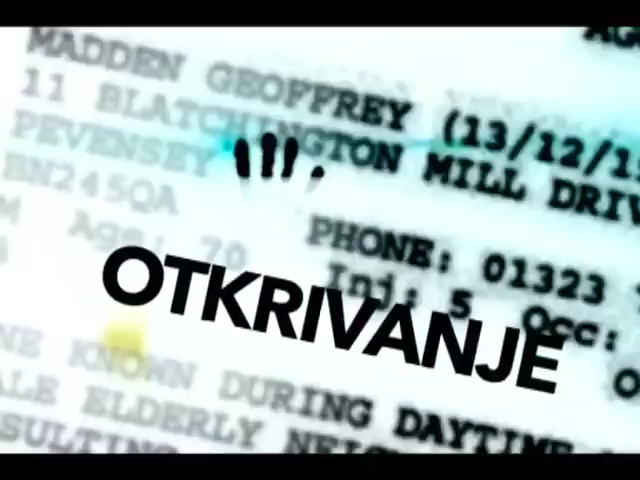 MADDEN GEOFFREY (13/12/1
11 BLATCHINGTON MILL DRIV
PEVENSEY
BN245QA
M Age: 70
PHONE: 01323
Inj: 5 Occ:
OTKRIVANJE
NE KNOWN DURING DAYTIME
ALE ELDERLY
SULTING